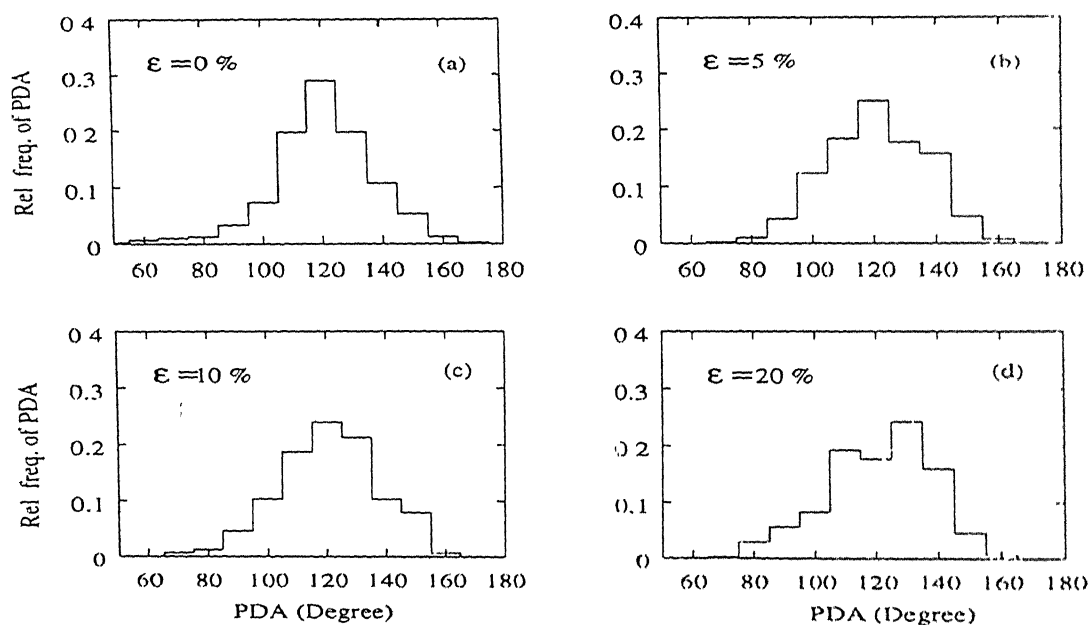 0 4
0.3
0 2
0.1
0
Rel freq. of PDA
ε = 0 %
(a)
60 80 100 120 140 160 180
0.4
0.3
0.2
0.1
0
ε = 5 %
(b)
60 80 100 120 140 160 180
0 4
0.3
0.2
0.1
0
Rel freq. of PDA
ε = 10 %
(c)
60 80 100 120 140 160 180
PDA (Degree)
0.4
0.3
0.2
0.1
0
ε = 20 %
(d)
60 80 100 120 140 160 180
PDA (Degree)